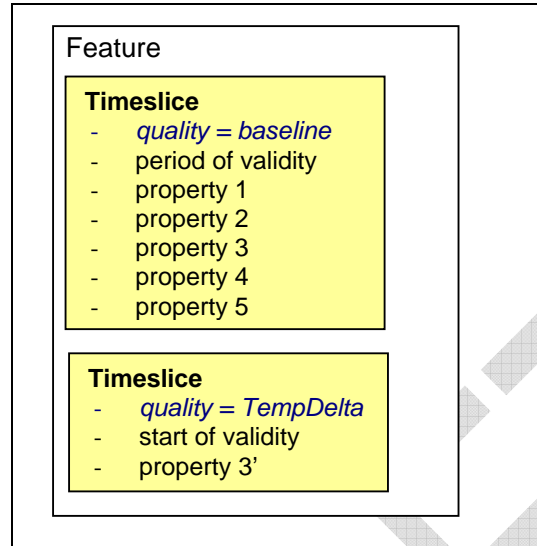 Feature
Timeslice
- quality = baseline
- period of validity
- property 1
- property 2
- property 3
- property 4
- property 5
Timeslice
- quality = TempDelta
- start of validity
- property 3’